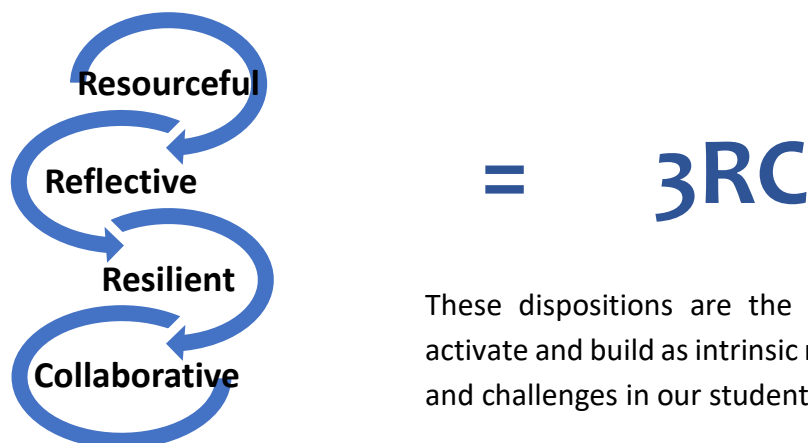 Resourceful
Reflective
Resilient
Collaborative
= 3RC
These dispositions are the
activate and build as intrinsic
and challenges in our student